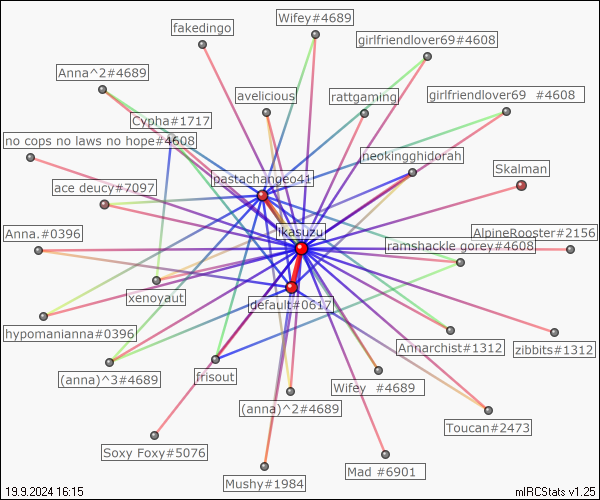 Wifey#4689
fakedingo
girlfriendlover69#4608
Anna^2#4689
avelicious
rattgaming
girlfriendlover69 #4608
Cypha#1717
no cops no laws no hope#4608
neokingghidorah
Skalman
pastachangeo41
ace deucy#7097
ikasuzu
AlpineRooster#2156
Anna.#0396
ramshackle gorey#4608
xenoyaut
default#0617
hypomanianna#0396
Annarchist#1312
zibbits#1312
(anna)^3#4689
frisout
Wifey #4689
(anna)^2#4689
Toucan#2473
Soxy Foxy#5076
Mad #6901
Mushy#1984
19.9.2024 16:15
mIRCStats v1.25